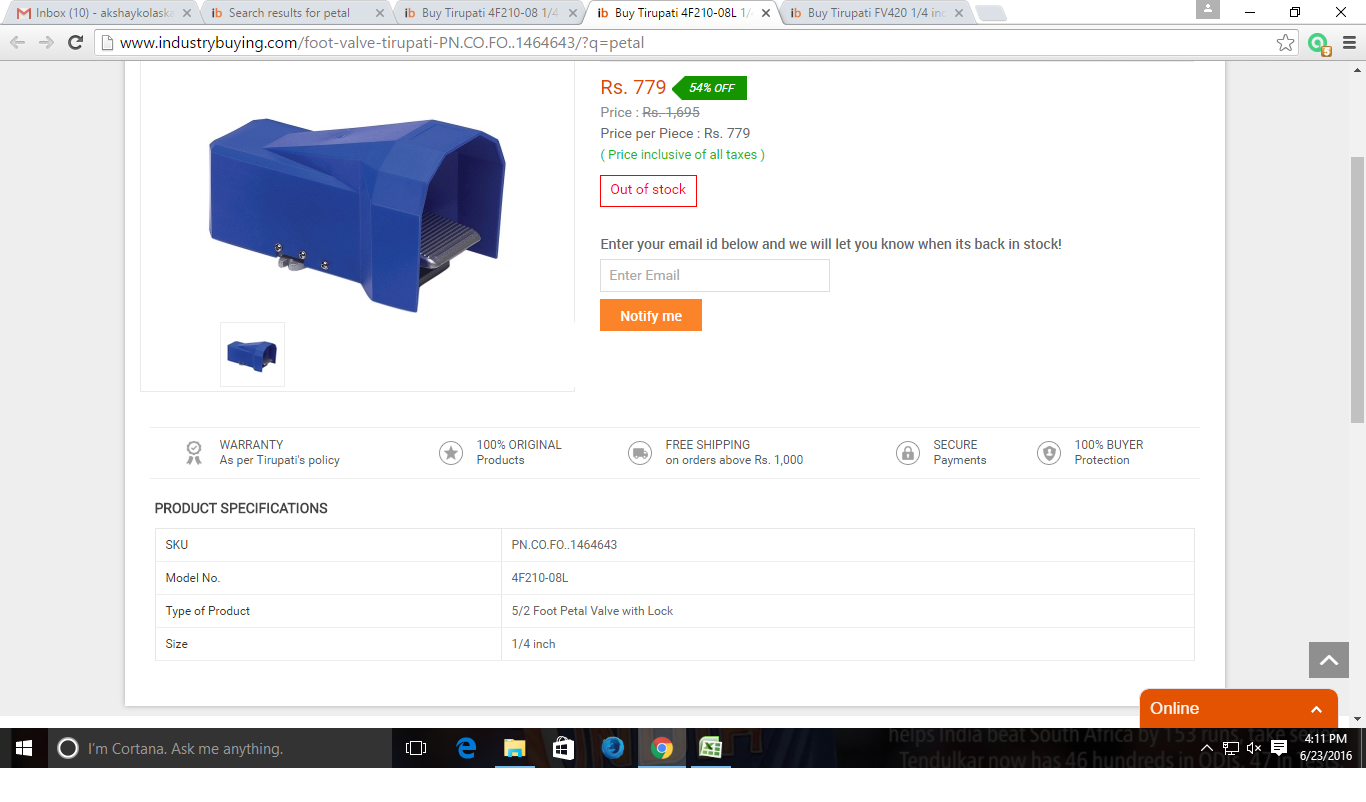 Inbox (10) - akshaykolaska
ib Search results for petal
ib Buy Tirupati 4F210-08 1/4
ib Buy Tirupati 4F210-08L 1/
ib Buy Tirupati FV420 1/4 inc
www.industrybuying.com/foot-valve-tirupati-PN.CO.FO..1464643/?q=petal
Rs. 779 54% OFF
Price : Rs. 1,695
Price per Piece : Rs. 779
( Price inclusive of all taxes )
Out of stock
Enter your email id below and we will let you know when its back in stock!
Enter Email
Notify me
WARRANTY
As per Tirupati's policy
100% ORIGINAL
Products
FREE SHIPPING
on orders above Rs. 1,000
SECURE
Payments
100% BUYER
Protection
PRODUCT SPECIFICATIONS
SKU PN.CO.FO..1464643
Model No. 4F210-08L
Type of Product 5/2 Foot Petal Valve with Lock
Size 1/4 inch
Online
I'm Cortana. Ask me anything.
helps India beat South Africa by 153 runs, take se
Tendulkar now has 46 hundreds in ODIs, 47 in Tests
4:11 PM
6/23/2016